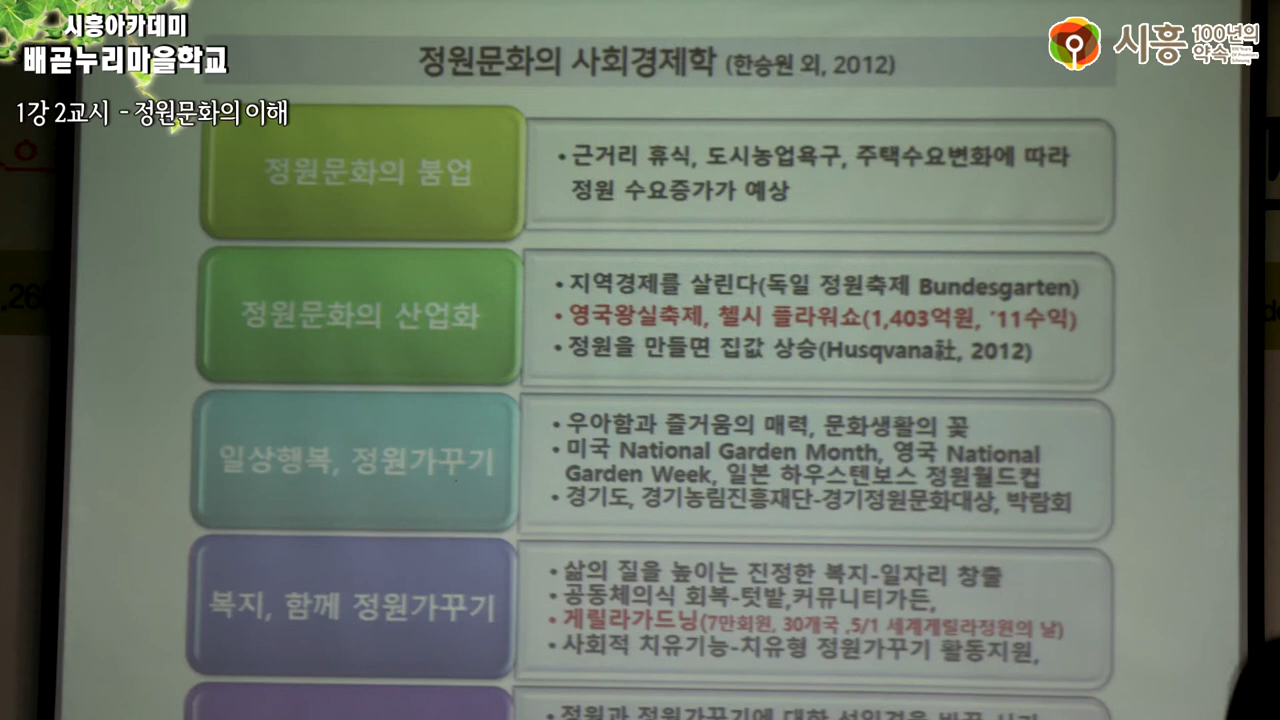 시흥아카데미
배곧누리마을학교
1강 2교시 - 정원문화의 이해
시흥 100년의
약속
정원문화의 사회경제학 (한승원 외, 2012)
정원문화의 붐업
• 근거리 휴식, 도시농업욕구, 주택수요변화에 따라
정원 수요증가가 예상
정원문화의 산업화
• 지역경제를 살린다(독일 정원축제 Bundesgarten)
• 영국왕실축제, 첼시 플라워쇼(1,403억원, '11수익)
• 정원을 만들면 집값 상승(Husqvana社, 2012)
일상행복, 정원가꾸기
• 우아함과 즐거움의 매력, 문화생활의 꽃
• 미국 National Garden Month, 영국 National
Garden Week, 일본 하우스텐보스 정원월드컵
• 경기도, 경기농림진흥재단-경기정원문화대상, 박람회
복지, 함께 정원가꾸기
• 삶의 질을 높이는 진정한 복지-일자리 창출
• 공동체의식 회복-텃밭,커뮤니티가든,
• 게릴라가드닝(7만회원, 30개국 ,5/1 세계게릴라정원의 날)
• 사회적 치유기능-치유형 정원가꾸기 활동지원,
• 정원과 정원가꾸기에 대한